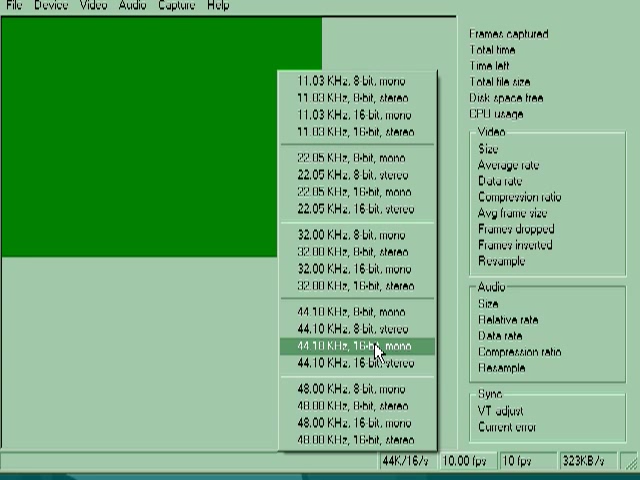 File Device Video Audio Capture Help
Frames captured
Total time
Time left
Total file size
Disk space free
CPU usage
Video
Size
Average rate
Data rate
Compression ratio
Avg frame size
Frames dropped
Frames inserted
Resample
Audio
Size
Relative rate
Data rate
Compression ratio
Resample
Sync
VT adjust
Current error
11.03 KHz, 8-bit, mono
11.03 KHz, 8-bit, stereo
11.03 KHz, 16-bit, mono
11.03 KHz, 16-bit, stereo
22.05 KHz, 8-bit, mono
22.05 KHz, 8-bit, stereo
22.05 KHz, 16-bit, mono
22.05 KHz, 16-bit, stereo
32.00 KHz, 8-bit, mono
32.00 KHz, 8-bit, stereo
32.00 KHz, 16-bit, mono
32.00 KHz, 16-bit, stereo
44.10 KHz, 8-bit, mono
44.10 KHz, 8-bit, stereo
44.10 KHz, 16-bit, mono
44.10 KHz, 16-bit, stereo
48.00 KHz, 8-bit, mono
48.00 KHz, 8-bit, stereo
48.00 KHz, 16-bit, mono
48.00 KHz, 16-bit, stereo
44K/16/s 10.00 fps 10 fps 323KB/s